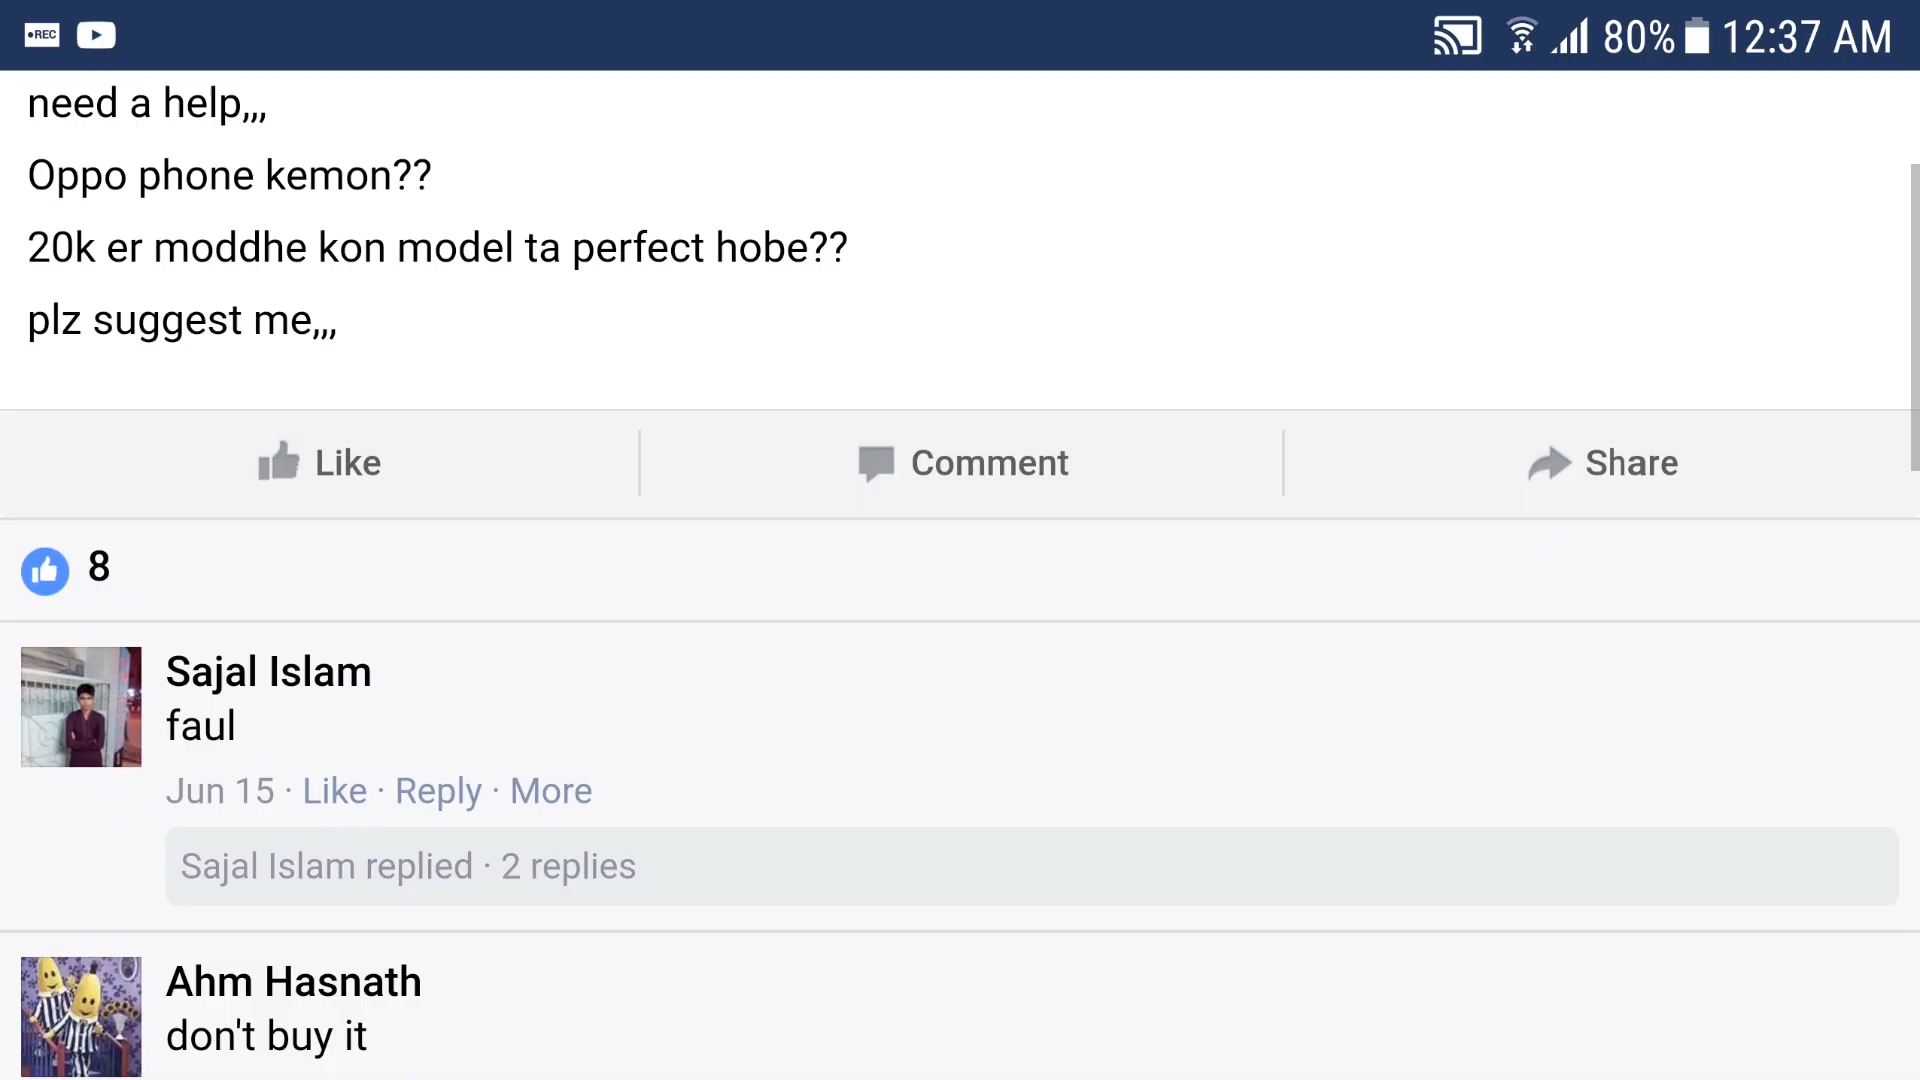 REC
80% 12:37 AM
need a help,,,
Oppo phone kemon??
20k er moddhe kon model ta perfect hobe??
plz suggest me,,,
Like Comment Share
8
Sajal Islam
faul
Jun 15 · Like · Reply · More
Sajal Islam replied · 2 replies
Ahm Hasnath
don't buy it